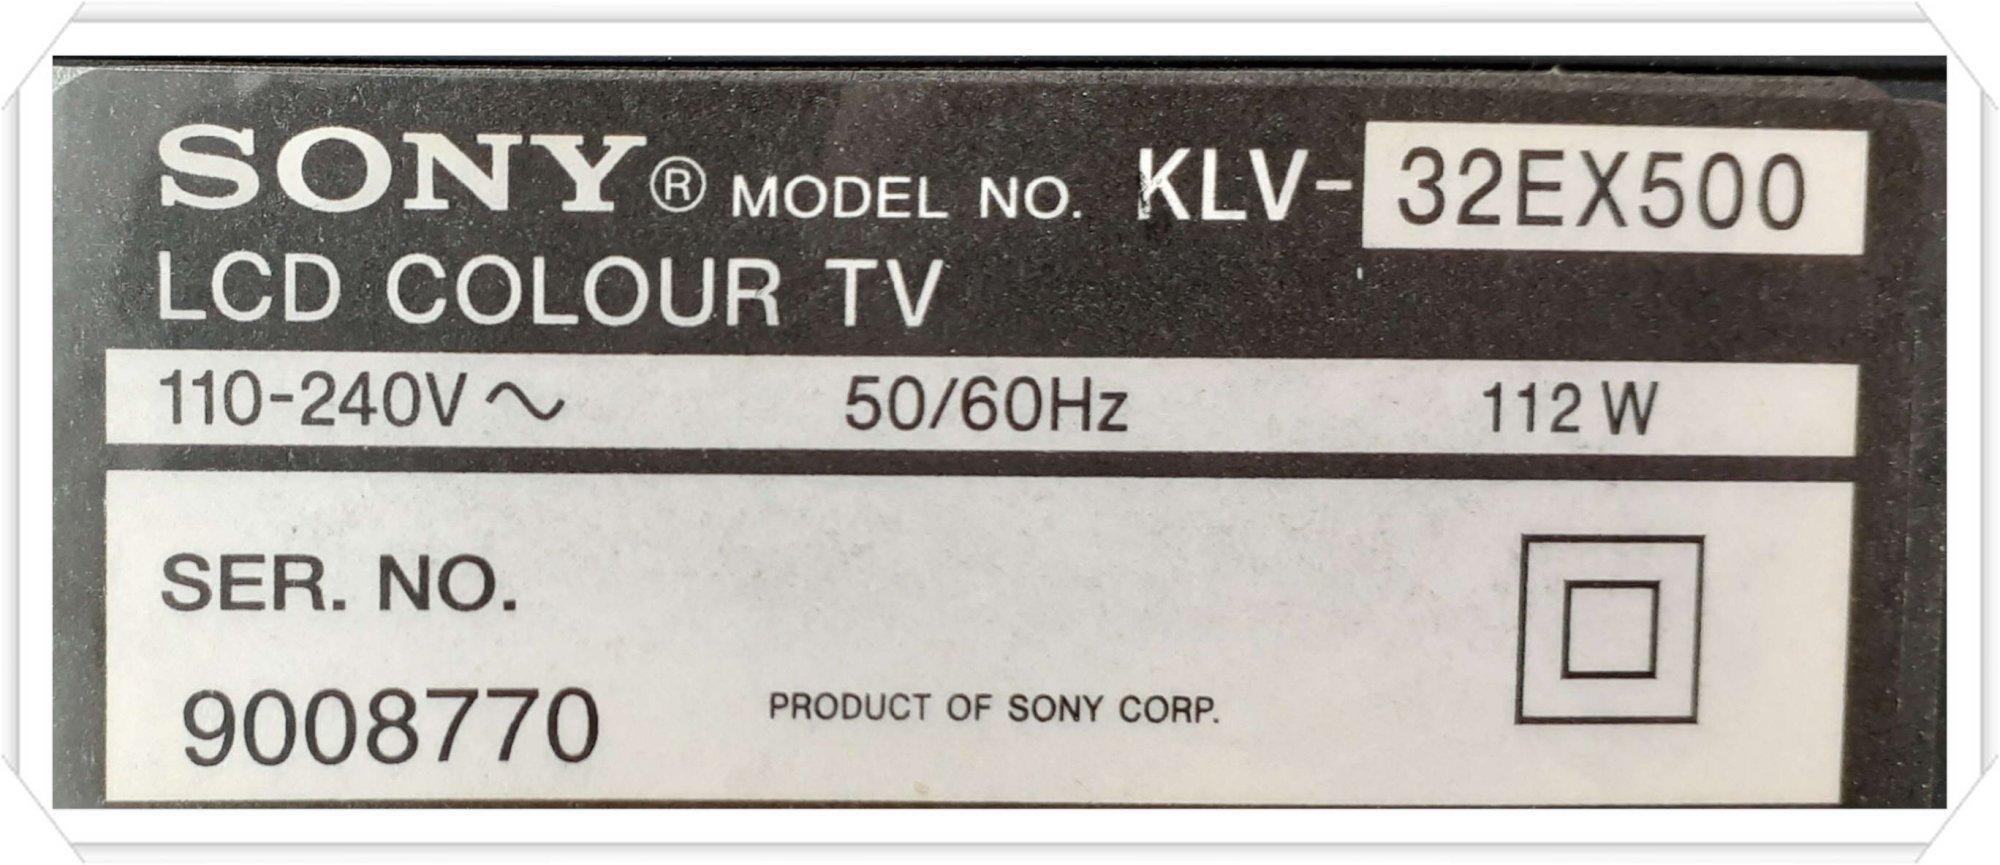 SONY® MODEL NO. KLV-32EX500
LCD COLOUR TV
110-240V ~ 50/60Hz 112 W
SER. NO.
9008770 PRODUCT OF SONY CORP.